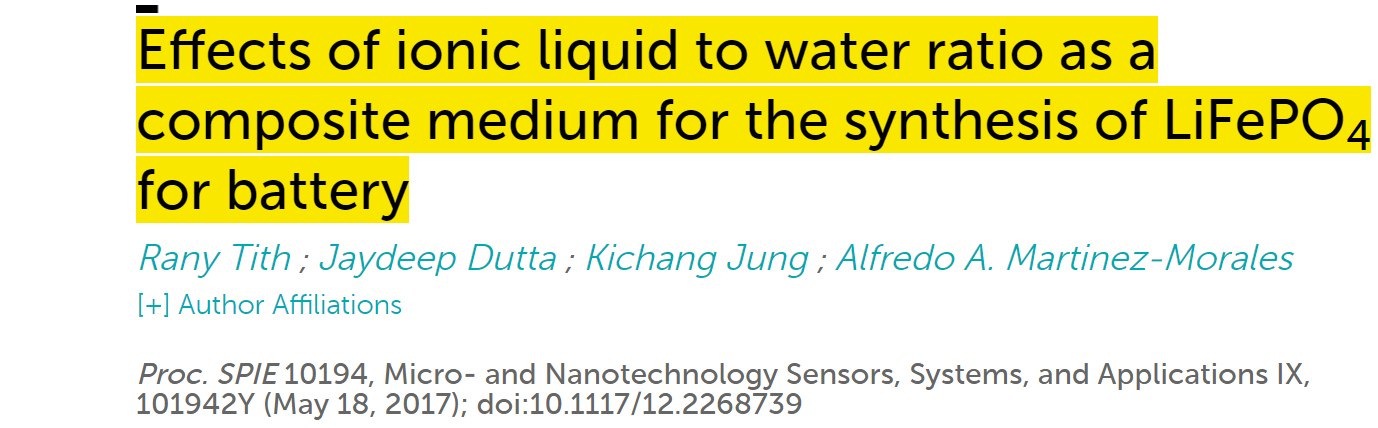 Effects of ionic liquid to water ratio as a
composite medium for the synthesis of LiFePO₄
for battery
Rany Tith ; Jaydeep Dutta ; Kichang Jung ; Alfredo A. Martinez-Morales
[+] Author Affiliations
Proc. SPIE 10194, Micro- and Nanotechnology Sensors, Systems, and Applications IX,
101942Y (May 18, 2017); doi:10.1117/12.2268739